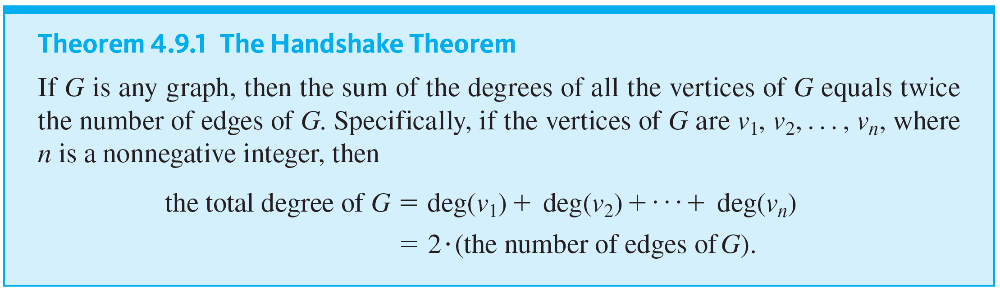 Theorem 4.9.1 The Handshake Theorem
If G is any graph, then the sum of the degrees of all the vertices of G equals twice
the number of edges of G. Specifically, if the vertices of G are v₁, v₂, . . . , vₙ, where
n is a nonnegative integer, then
the total degree of G = deg(v₁) + deg(v₂) + · · · + deg(vₙ)
= 2 · (the number of edges of G).